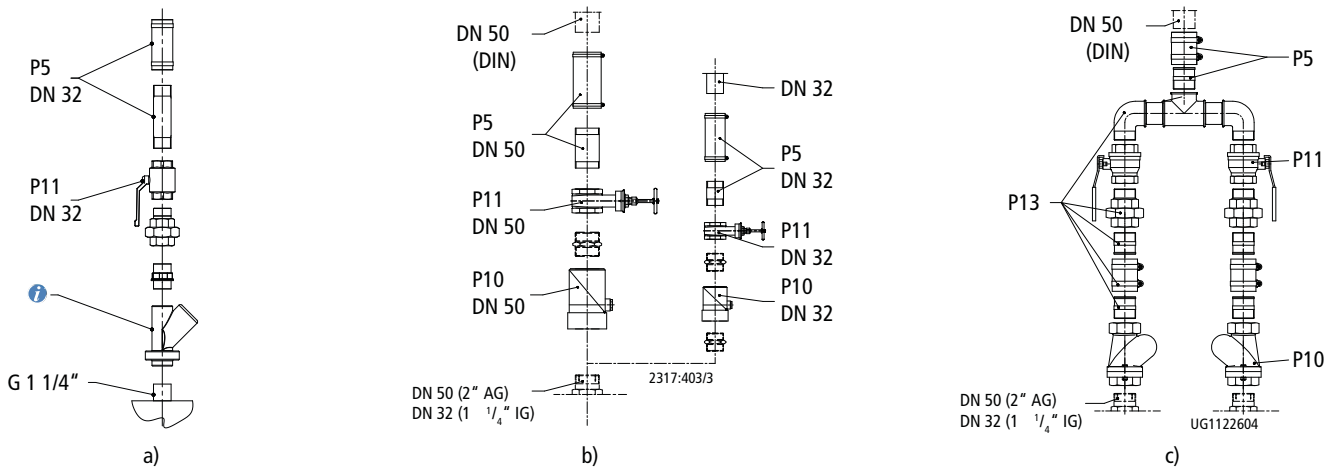 P5
DN 32
P11
DN 32
i
G 1 1/4“
a)
DN 50
(DIN)
P5
DN 50
P11
DN 50
P10
DN 50
DN 50 (2“ AG)
DN 32 (1 1/4“ IG)
DN 32
P5
DN 32
P11
DN 32
P10
DN 32
2317:403/3
b)
DN 50
(DIN)
P5
P11
P13
P10
DN 50 (2“ AG)
DN 32 (1 1/4“ IG)
UG1122604
c)